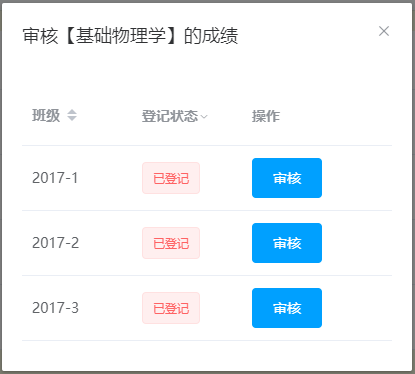 审核【基础物理学】的成绩
班级 登记状态 操作
2017-1 已登记 审核
2017-2 已登记 审核
2017-3 已登记 审核